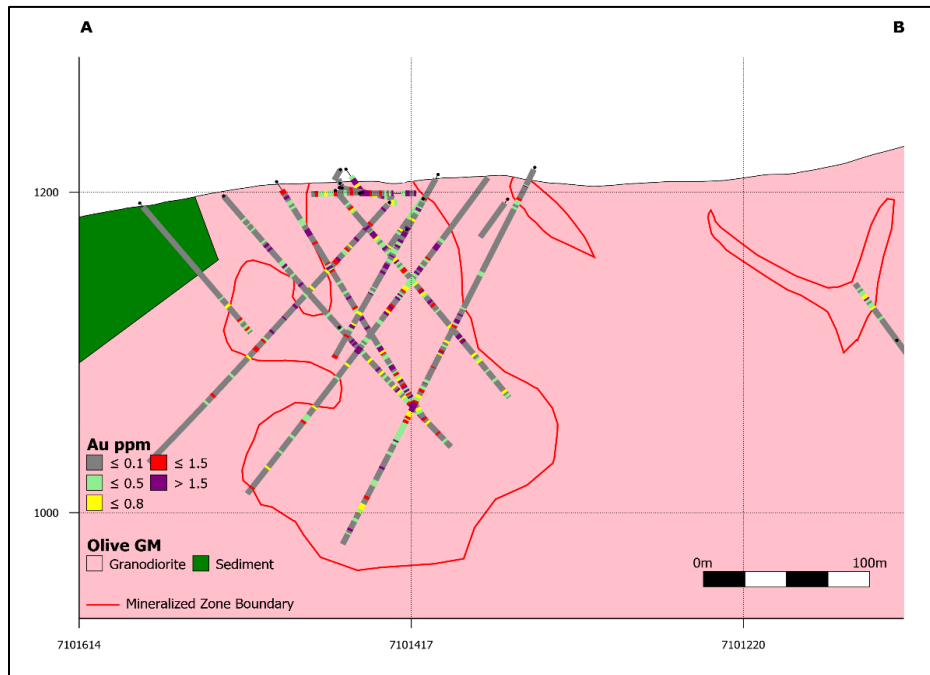 A B
1200
1000
Au ppm
≤ 0.1 ≤ 1.5
≤ 0.5 > 1.5
≤ 0.8
Olive GM
Granodiorite Sediment
Mineralized Zone Boundary
0m 100m
7101614 7101417 7101220